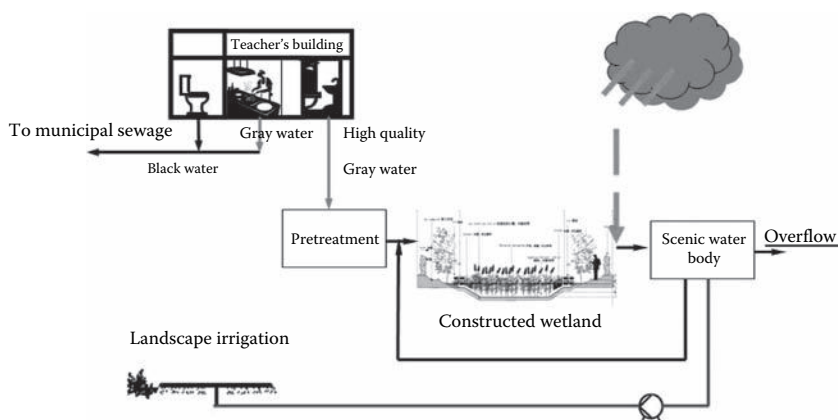 Teacher's building
To municipal sewage
Gray water
High quality
Black water
Gray water
Pretreatment
Scenic water
body
Overflow
Constructed wetland
Landscape irrigation